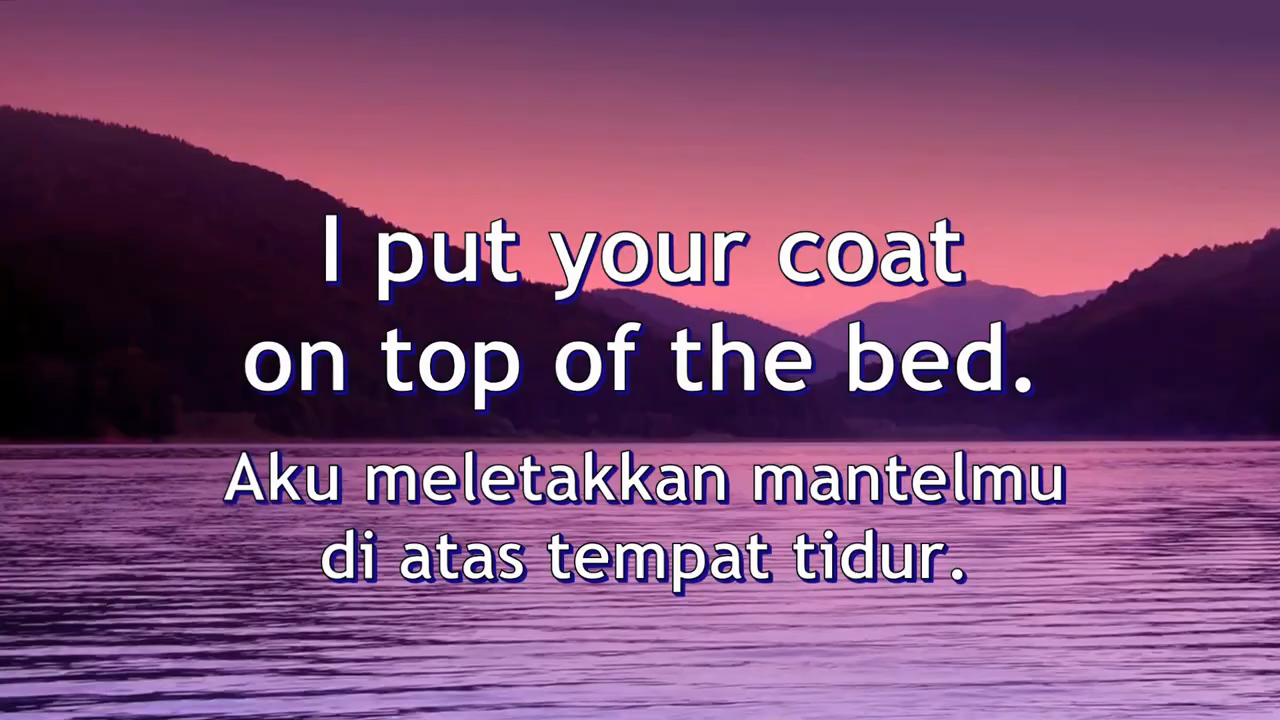 I put your coat
on top of the bed.
Aku meletakkan mantelmu
di atas tempat tidur.